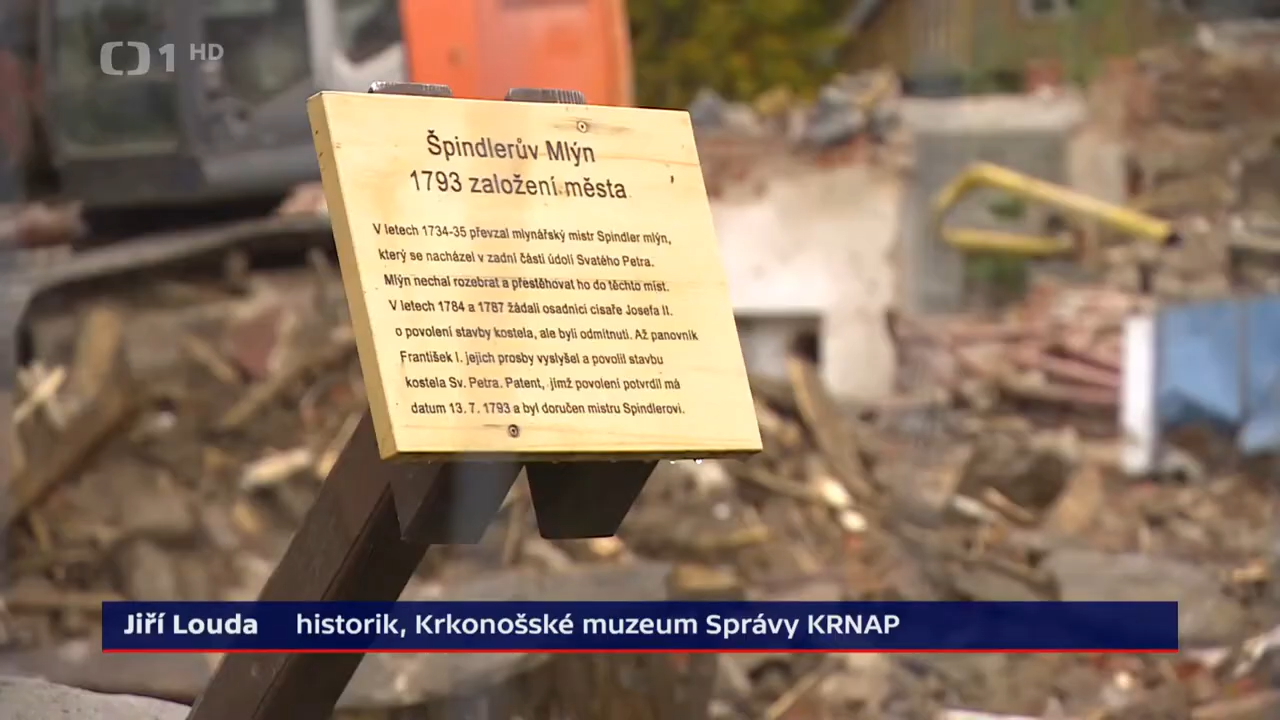 1 HD
Špindlerův Mlýn
1793 založení města
V letech 1734-35 převzal mlynářský mistr Spindler mlýn,
který se nacházel v zadní části údolí Svatého Petra.
Mlýn nechal rozebrat a přestěhovat ho do těchto míst.
V letech 1784 a 1787 žádali osadníci císaře Josefa II.
o povolení stavby kostela, ale byli odmítnuti. Až panovník
František I. jejich prosby vyslyšel a povolil stavbu
kostela Sv. Petra. Patent, jímž povolení potvrdil má
datum 13. 7. 1793 a byl doručen mistru Spindlerovi.
Jiří Louda historik, Krkonošské muzeum Správy KRNAP